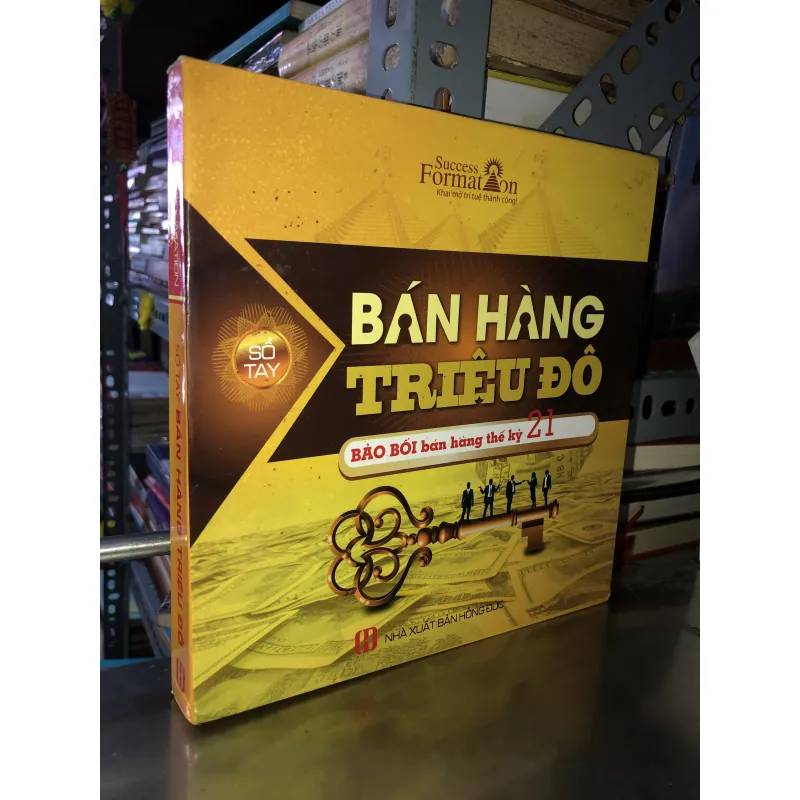 Success
Formation
Khai mở trí tuệ thành công!
SỔ
TAY
BÁN HÀNG
TRIỆU ĐÔ
BẢO BỐI bán hàng thế kỷ 21
NHÀ XUẤT BẢN HỒNG ĐỨC
SỔ TAY BÁN HÀNG TRIỆU ĐÔ